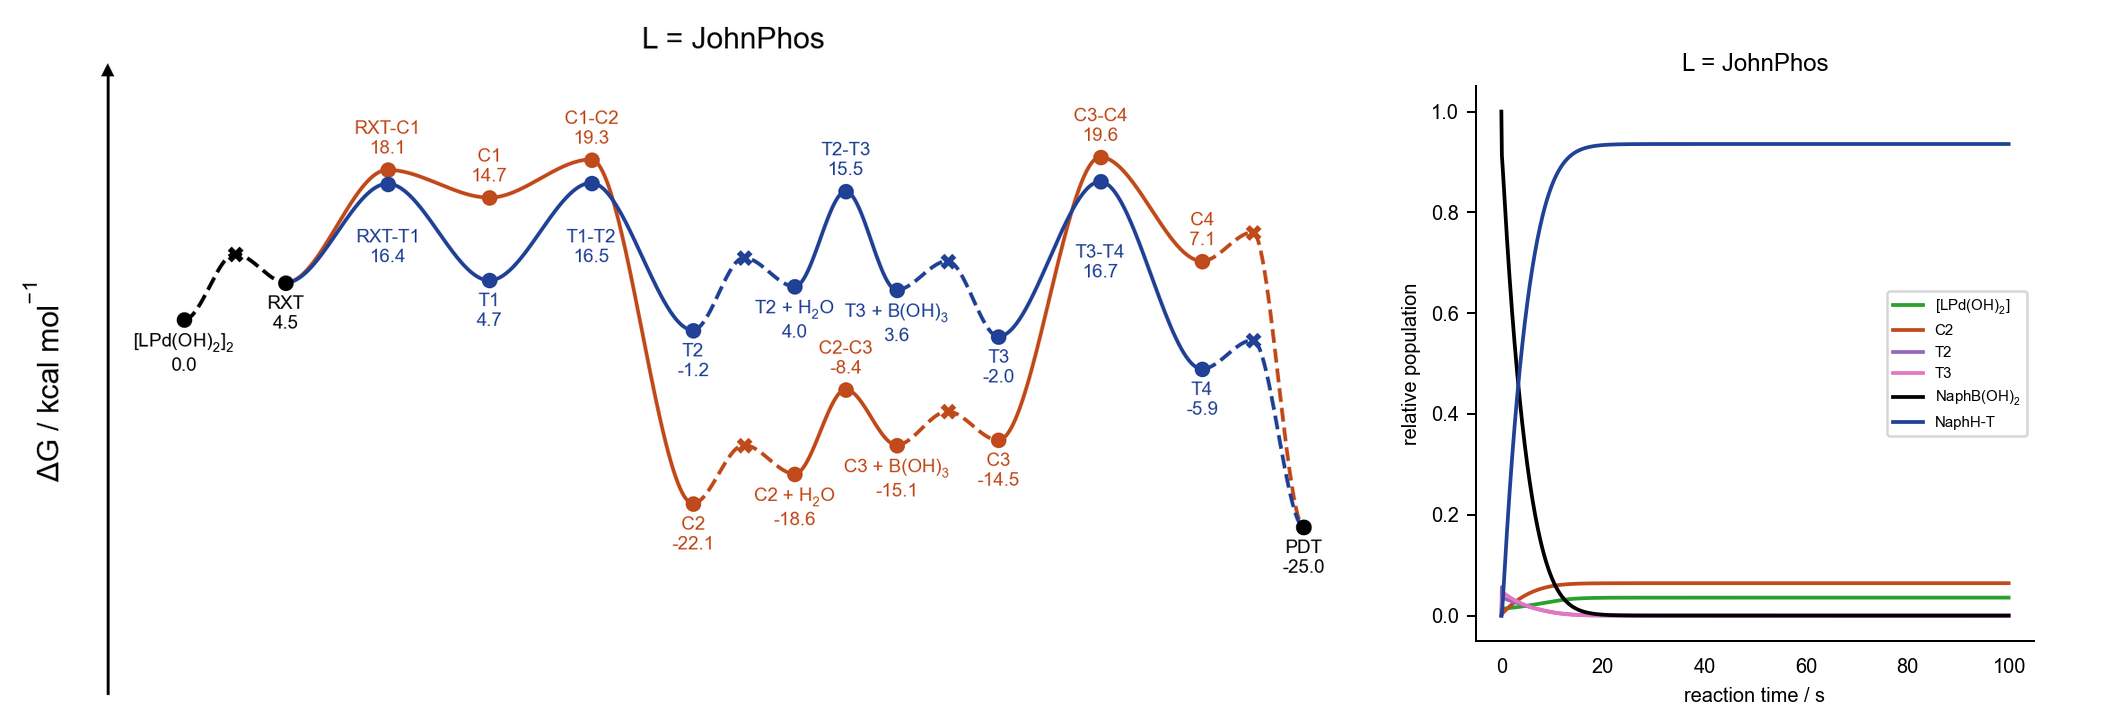 L = JohnPhos
ΔG / kcal mol⁻¹
[LPd(OH)₂]₂
0.0
RXT
4.5
RXT-C1
18.1
RXT-T1
16.4
C1
14.7
T1
4.7
C1-C2
19.3
T1-T2
16.5
T2
-1.2
C2
-22.1
T2 + H₂O
4.0
C2 + H₂O
-18.6
T2-T3
15.5
C2-C3
-8.4
T3 + B(OH)₃
3.6
C3 + B(OH)₃
-15.1
T3
-2.0
C3
-14.5
C3-C4
19.6
T3-T4
16.7
C4
7.1
T4
-5.9
PDT
-25.0
L = JohnPhos
relative population
1.0
0.8
0.6
0.4
0.2
0.0
[LPd(OH)₂]
C2
T2
T3
NaphB(OH)₂
NaphH-T
0 20 40 60 80 100
reaction time / s